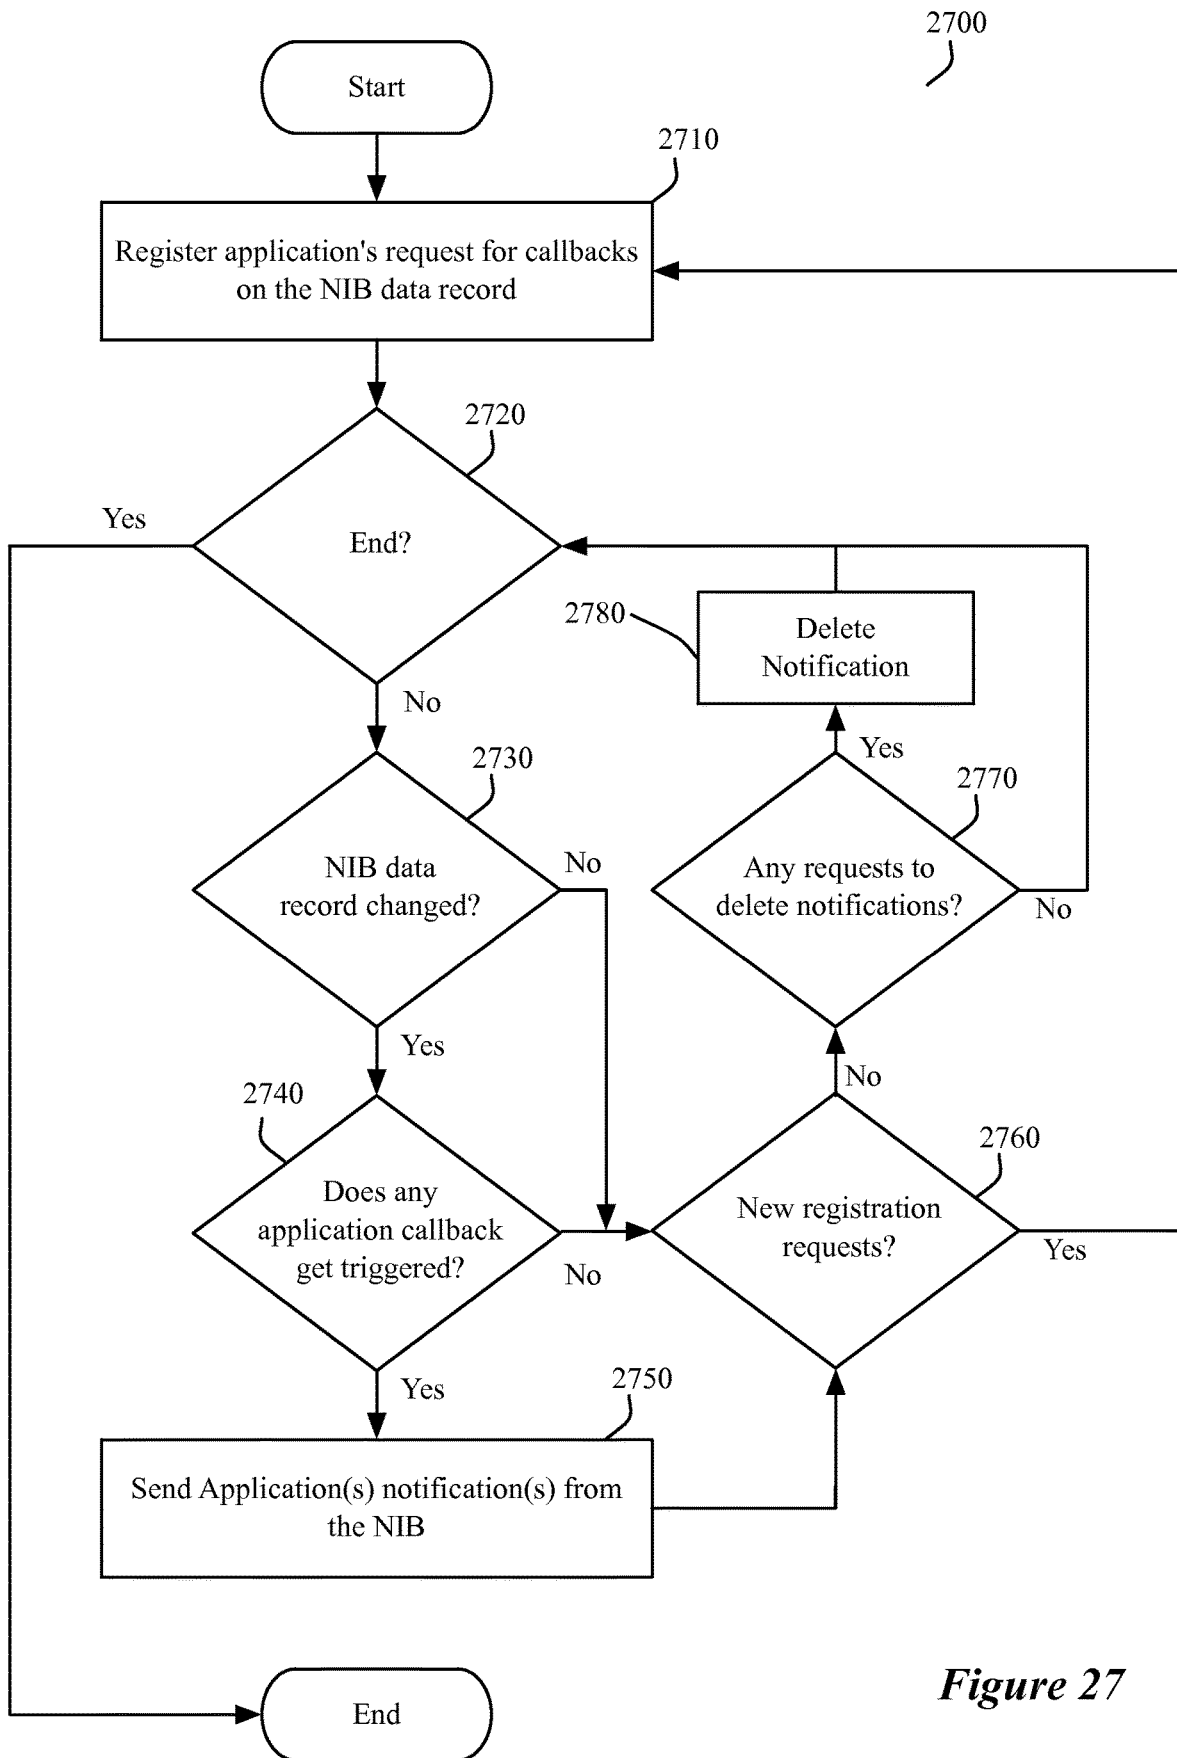 2700
Start
2710
Register application's request for callbacks
on the NIB data record
2720
Yes
End?
No
2780
Delete
Notification
Yes
2730
2770
NIB data
record changed?
No
Any requests to
delete notifications?
No
Yes
No
2740
2760
Does any
application callback
get triggered?
No
New registration
requests?
Yes
Yes
2750
Send Application(s) notification(s) from
the NIB
End
Figure 27